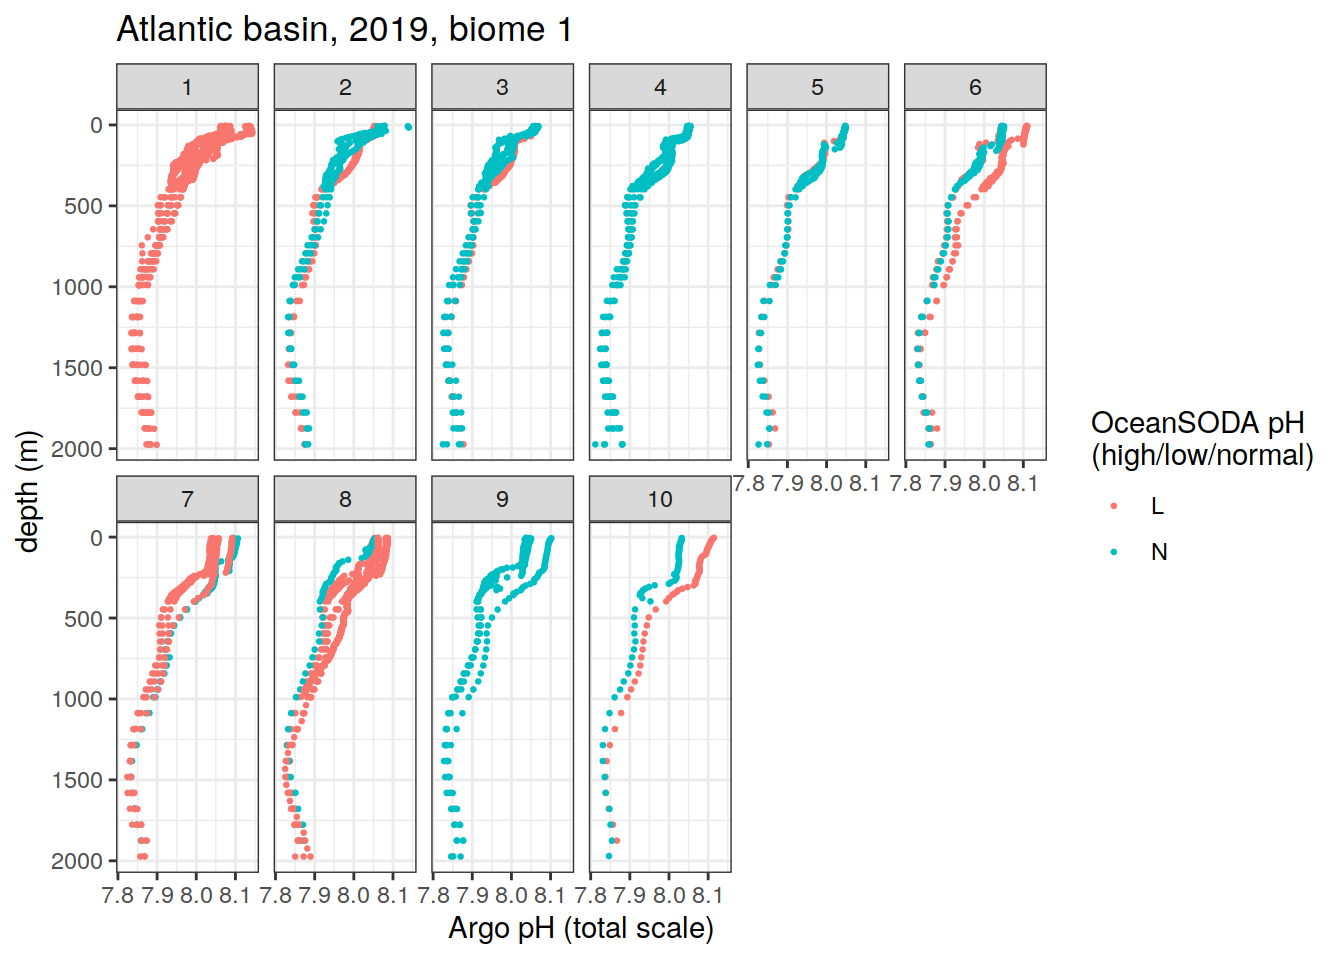 Atlantic basin, 2019, biome 1
1 2 3 4 5 6
0
500
1000
1500
2000
7.8 7.9 8.0 8.1 7.8 7.9 8.0 8.1
7 8 9 10
0
500
1000
1500
2000
7.8 7.9 8.0 8.1 7.8 7.9 8.0 8.1 7.8 7.9 8.0 8.1 7.8 7.9 8.0 8.1
depth (m)
Argo pH (total scale)
OceanSODA pH
(high/low/normal)
L
N